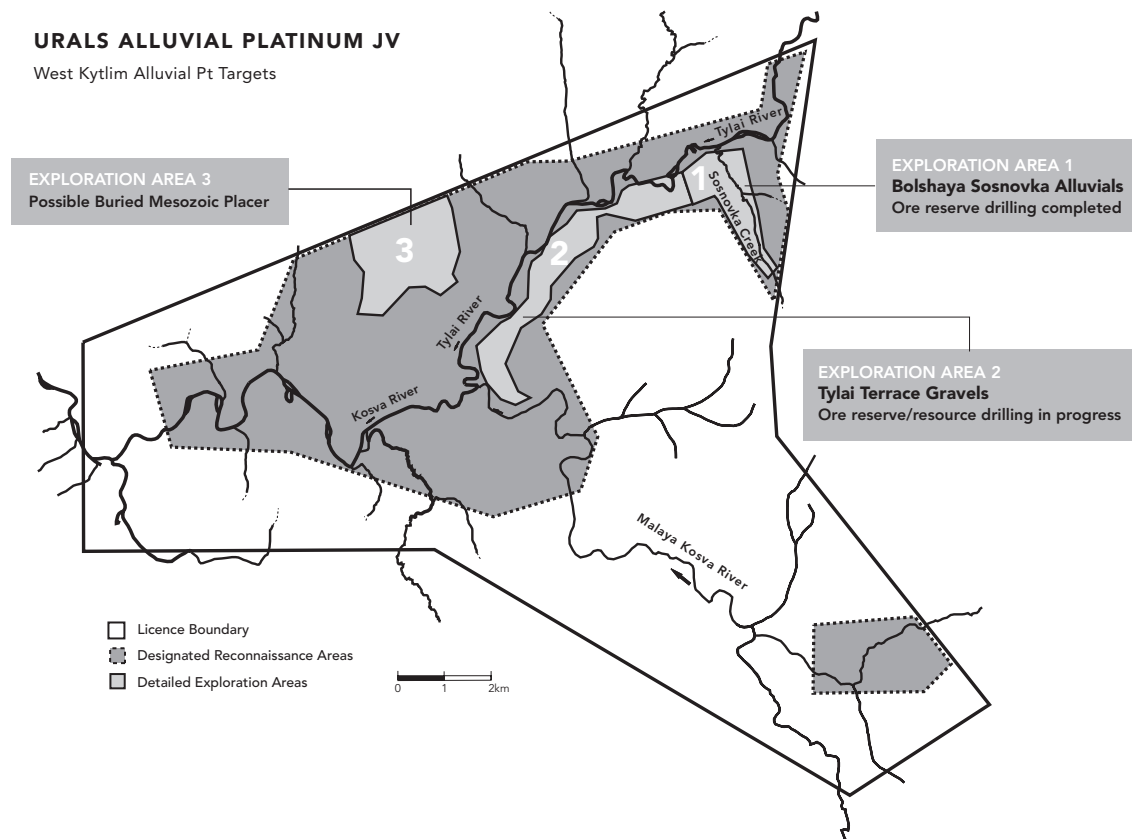 URALS ALLUVIAL PLATINUM JV
West Kytlim Alluvial Pt Targets
EXPLORATION AREA 3
Possible Buried Mesozoic Placer
EXPLORATION AREA 1
Bolshaya Sosnovka Alluvials
Ore reserve drilling completed
Tylai River
1
Sosnovka Creek
2
3
Tylai River
EXPLORATION AREA 2
Tylai Terrace Gravels
Ore reserve/resource drilling in progress
Kosva River
Malaya Kosva River
Licence Boundary
Designated Reconnaissance Areas
Detailed Exploration Areas
0 1 2km